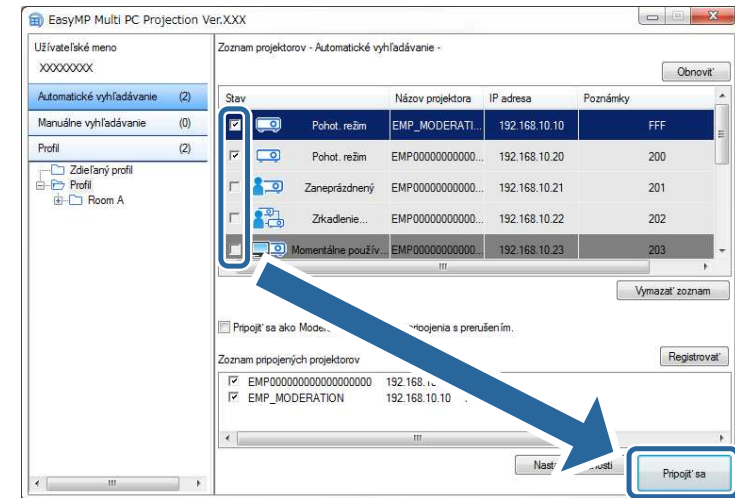 EasyMP Multi PC Projection Ver.X.XX
Užívateľské meno
XXXXXXXX
Automatické vyhľadávanie (2)
Manuálne vyhľadávanie (0)
Profil (2)
Zdieľaný profil
Profil
Room A
Zoznam projektorov - Automatické vyhľadávanie -
Obnoviť
Stav Názov projektora IP adresa Poznámky
Pohot. režim EMP_MODERATI... 192.168.10.10 FFF
Pohot. režim EMP00000000000... 192.168.10.20 200
Zaneprázdnený EMP00000000000... 192.168.10.21 201
Zrkadlenie... EMP00000000000... 192.168.10.22 202
Momentálne použív... EMP00000000000... 192.168.10.23 203
Vymazať zoznam
Pripojiť sa ako pripojenia s prerušením.
Zoznam pripojených projektorov
Registrovať
EMP000000000000000000 192.168.
EMP_MODERATION 192.168.10.10
Pripojiť sa